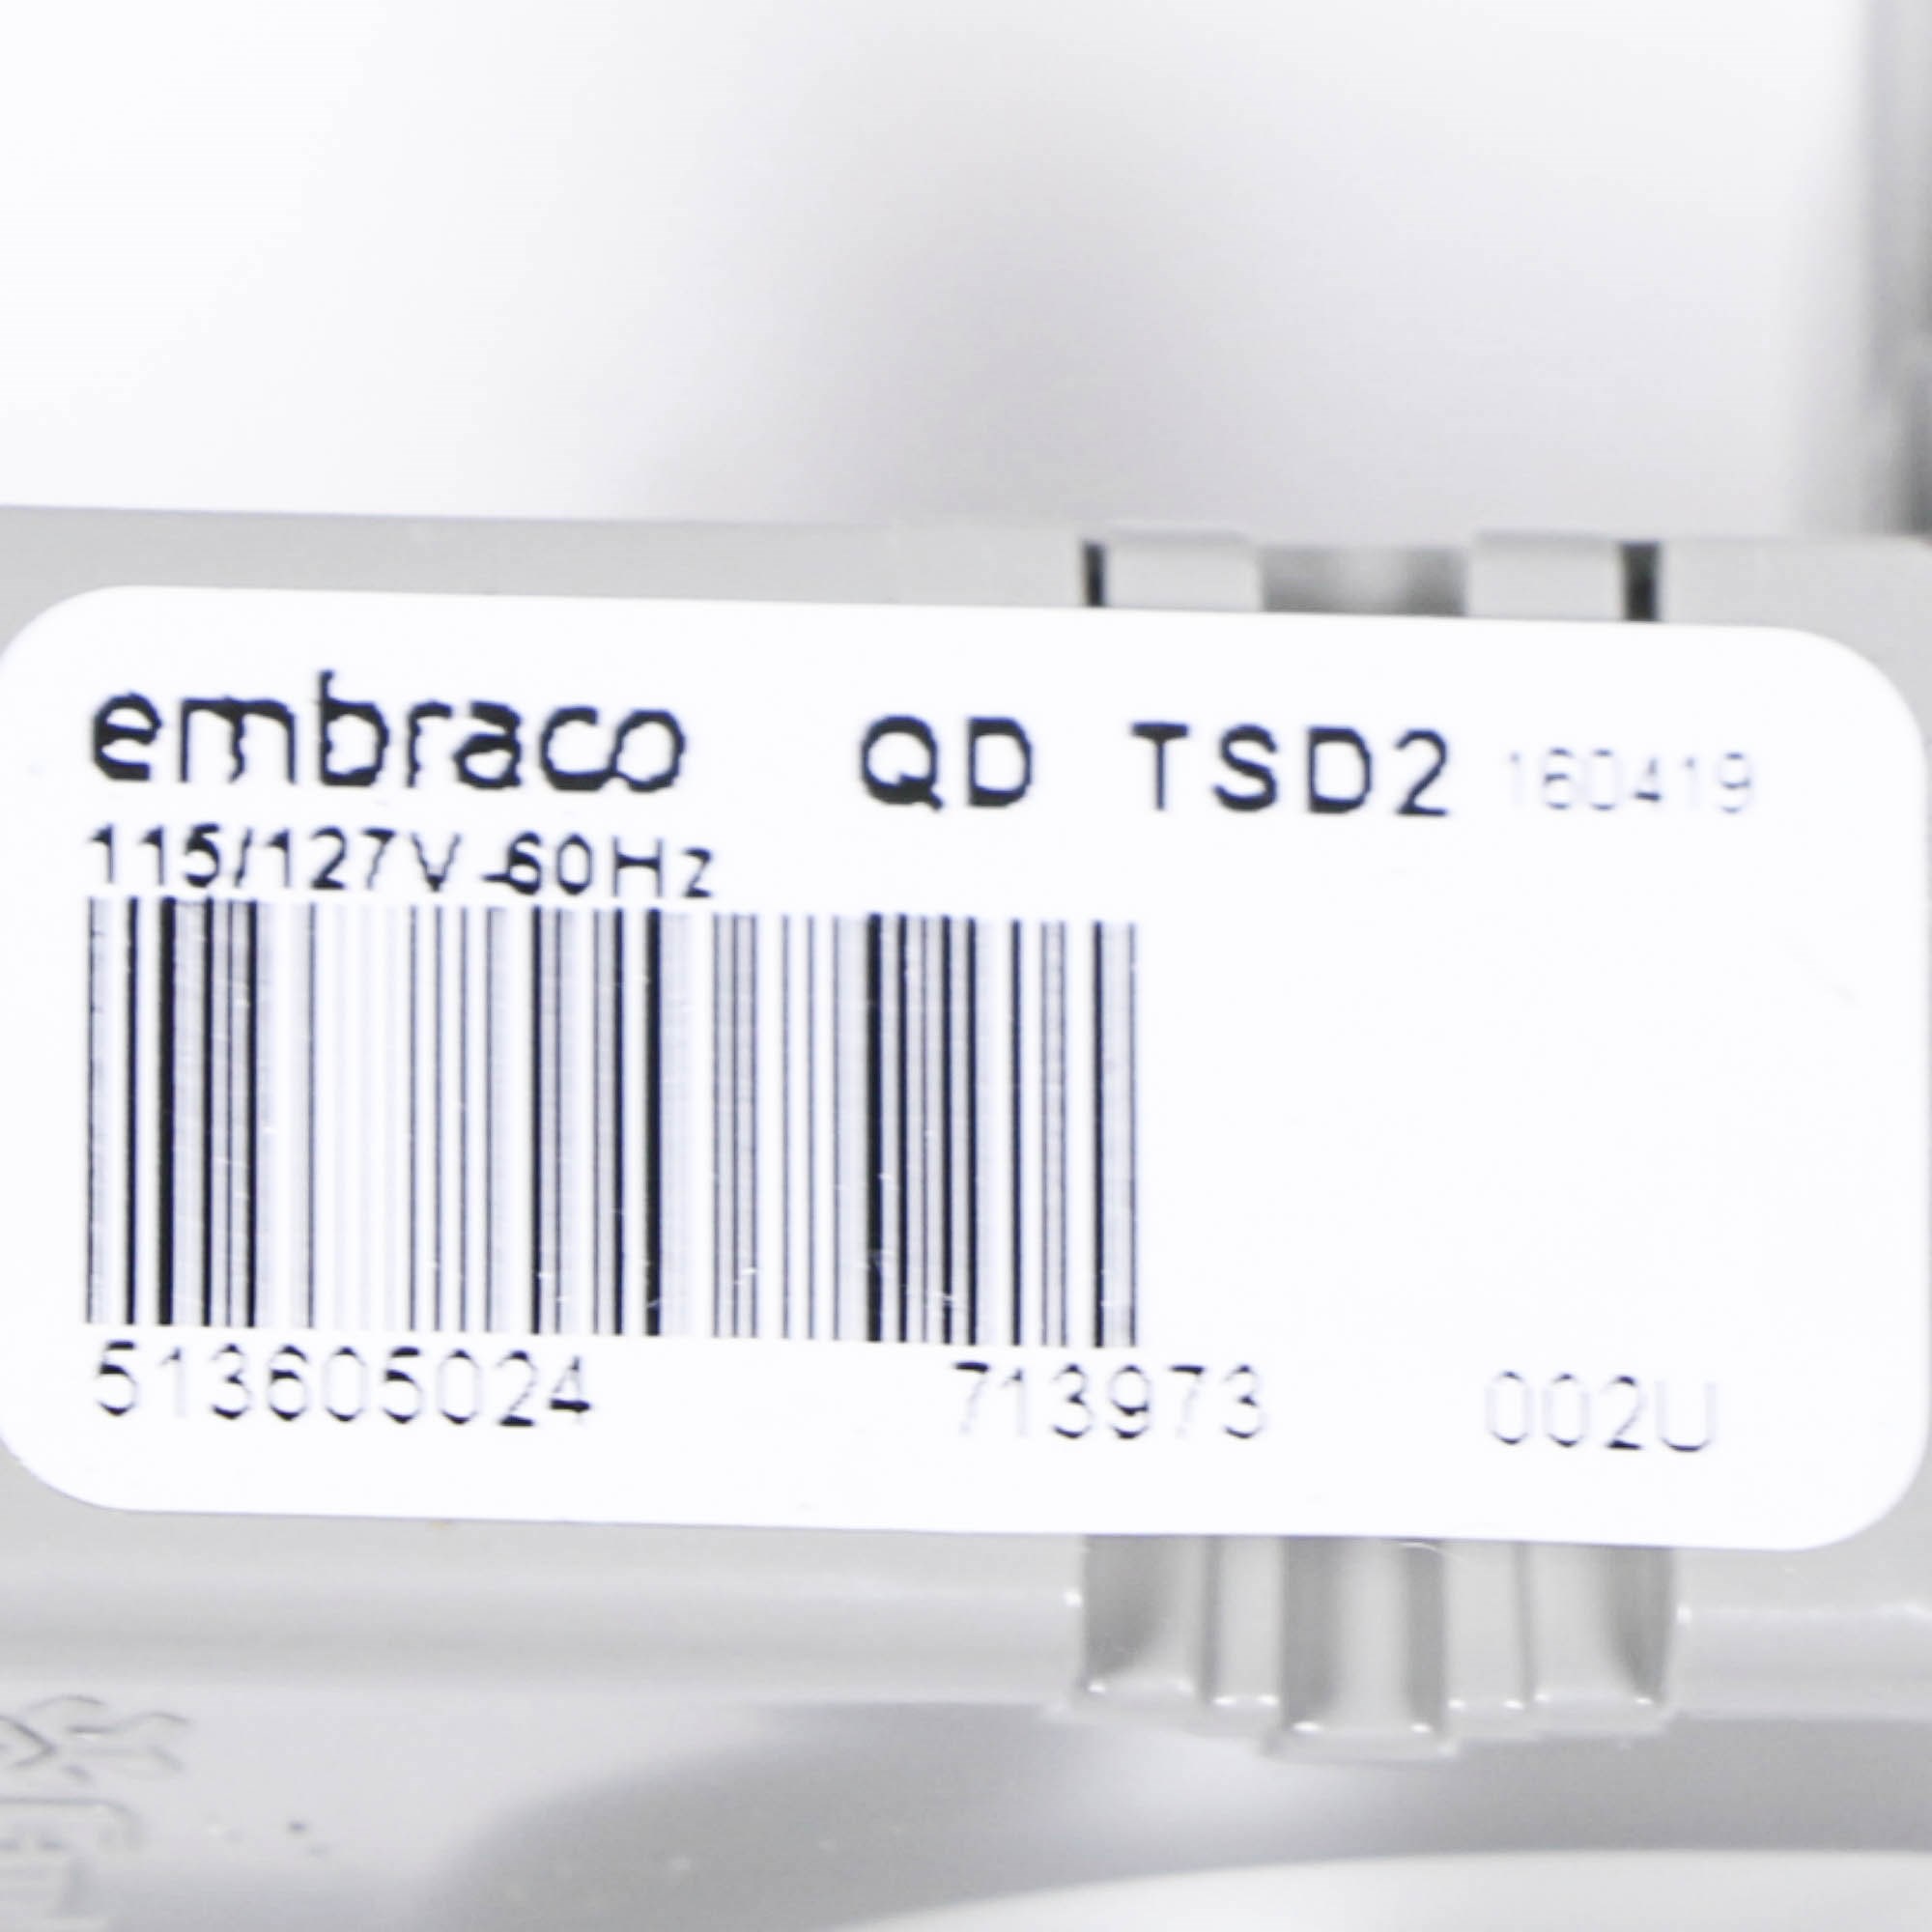 embraco QD TSD2 160419
115/127V-60Hz
513605024 713973 002U